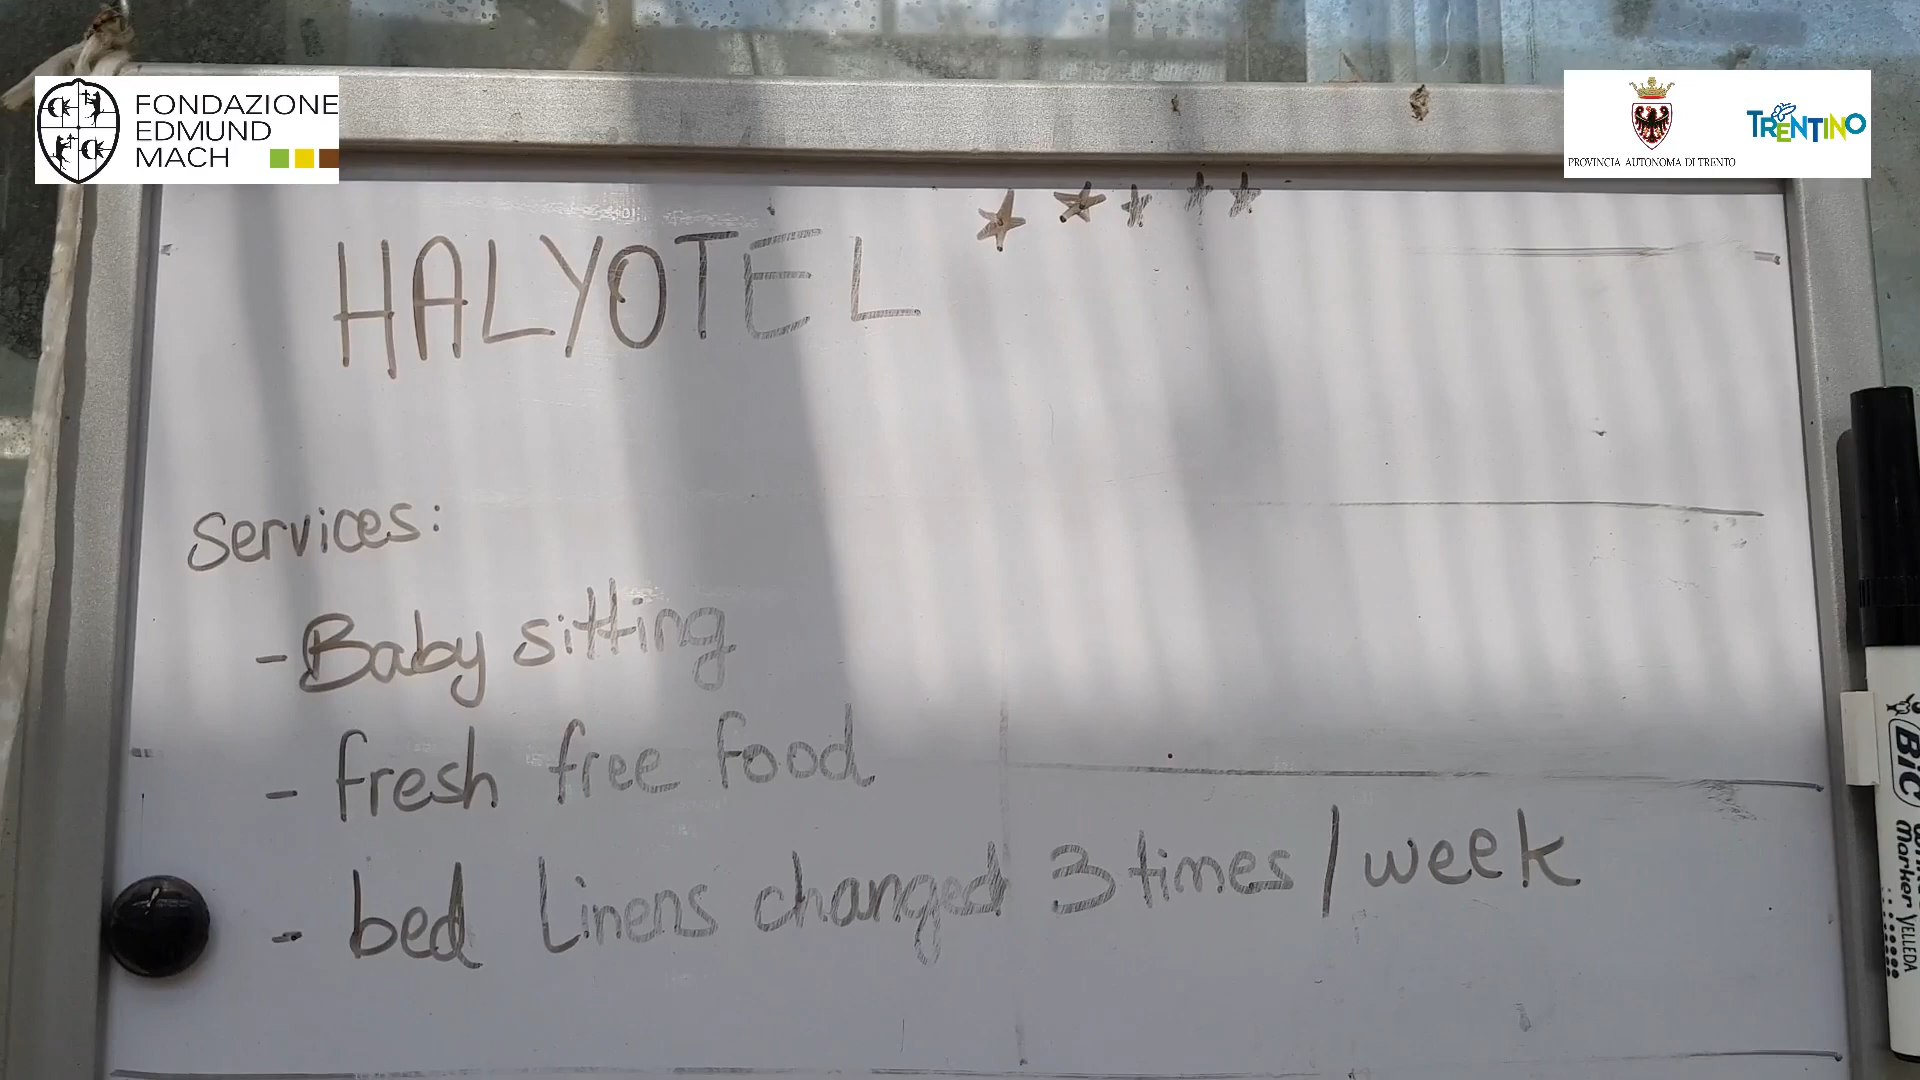 FONDAZIONE
EDMUND
MACH
PROVINCIA AUTONOMA DI TRENTO
TRENTINO
HALYOTEL
Services:
- Baby sitting
- fresh free food
- bed linens changed 3 times / week
BiC
marker VELLEDA